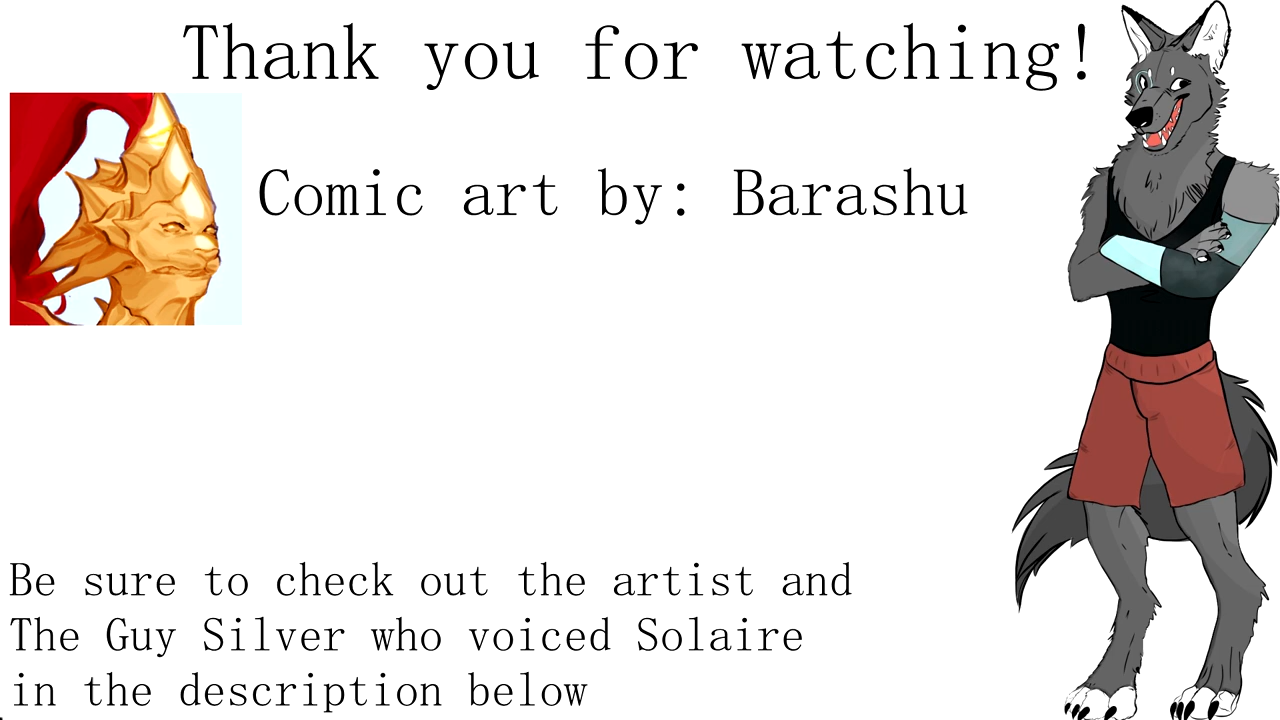 Thank you for watching!
Comic art by: Barashu
Be sure to check out the artist and
The Guy Silver who voiced Solaire
in the description below